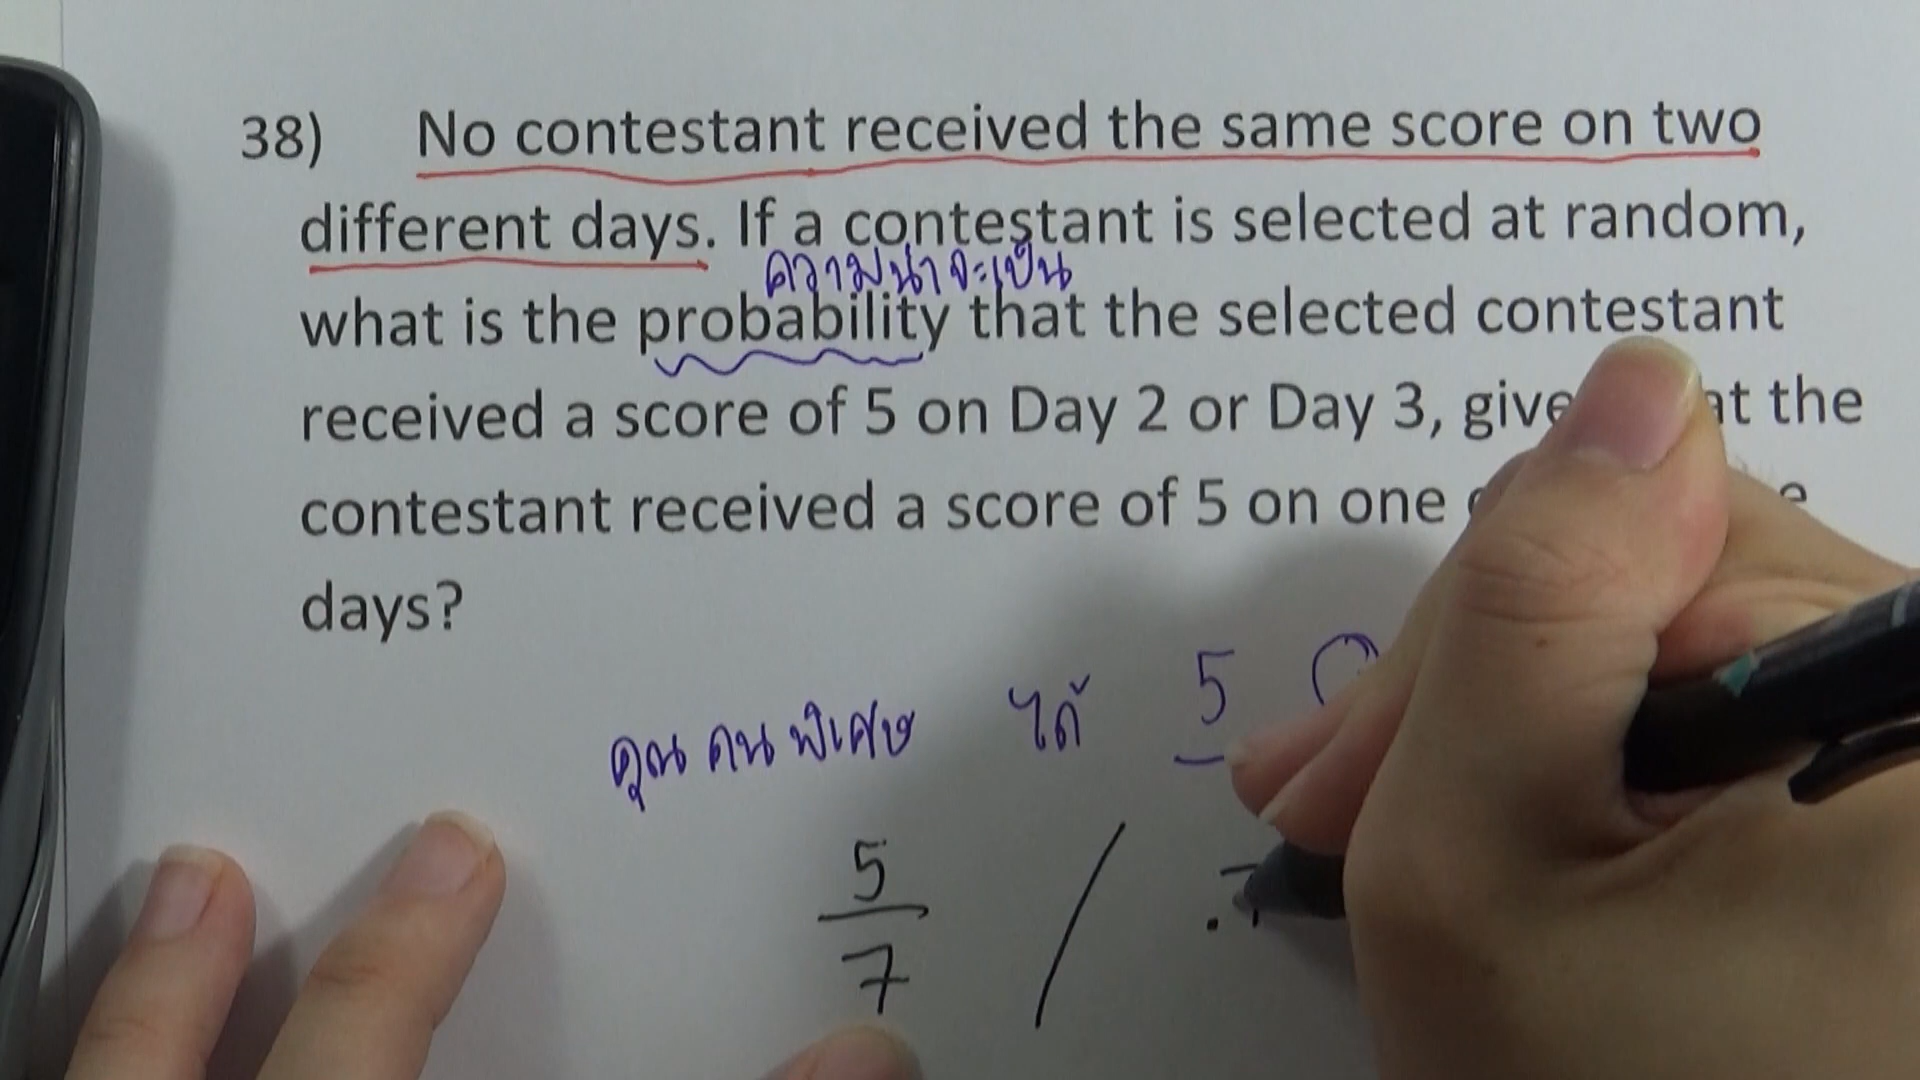 38) No contestant received the same score on two
different days. If a contestant is selected at random,
ความน่าจะเป็น
what is the probability that the selected contestant
received a score of 5 on Day 2 or Day 3, the
contestant received a score of 5 on one
days?
คุณคนพิเศษ ได้ 5
5
7
/